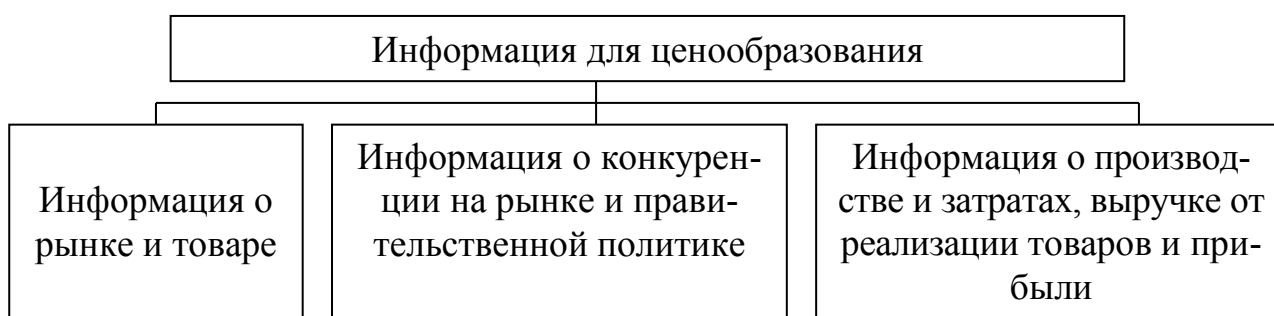 Информация для ценообразования
Информация о
рынке и товаре
Информация о конкурен-
ции на рынке и прави-
тельственной политике
Информация о производ-
стве и затратах, выручке от
реализации товаров и при-
были